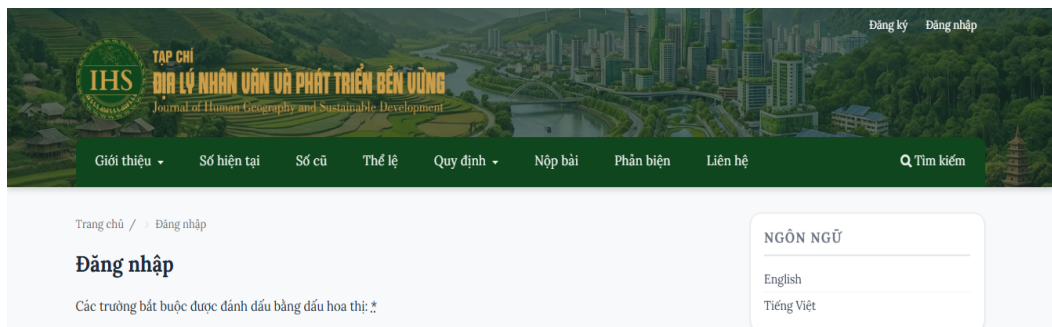 Đăng ký Đăng nhập
IHS
TẠP CHÍ
ĐỊA LÝ NHÂN VĂN VÀ PHÁT TRIỂN BỀN VỮNG
Journal of Human Geography and Sustainable Development
Giới thiệu Số hiện tại Số cũ Thể lệ Quy định Nộp bài Phản biện Liên hệ Tìm kiếm
Trang chủ / Đăng nhập
Đăng nhập
Các trường bắt buộc được đánh dấu bằng dấu hoa thị: *
NGÔN NGỮ
English
Tiếng Việt